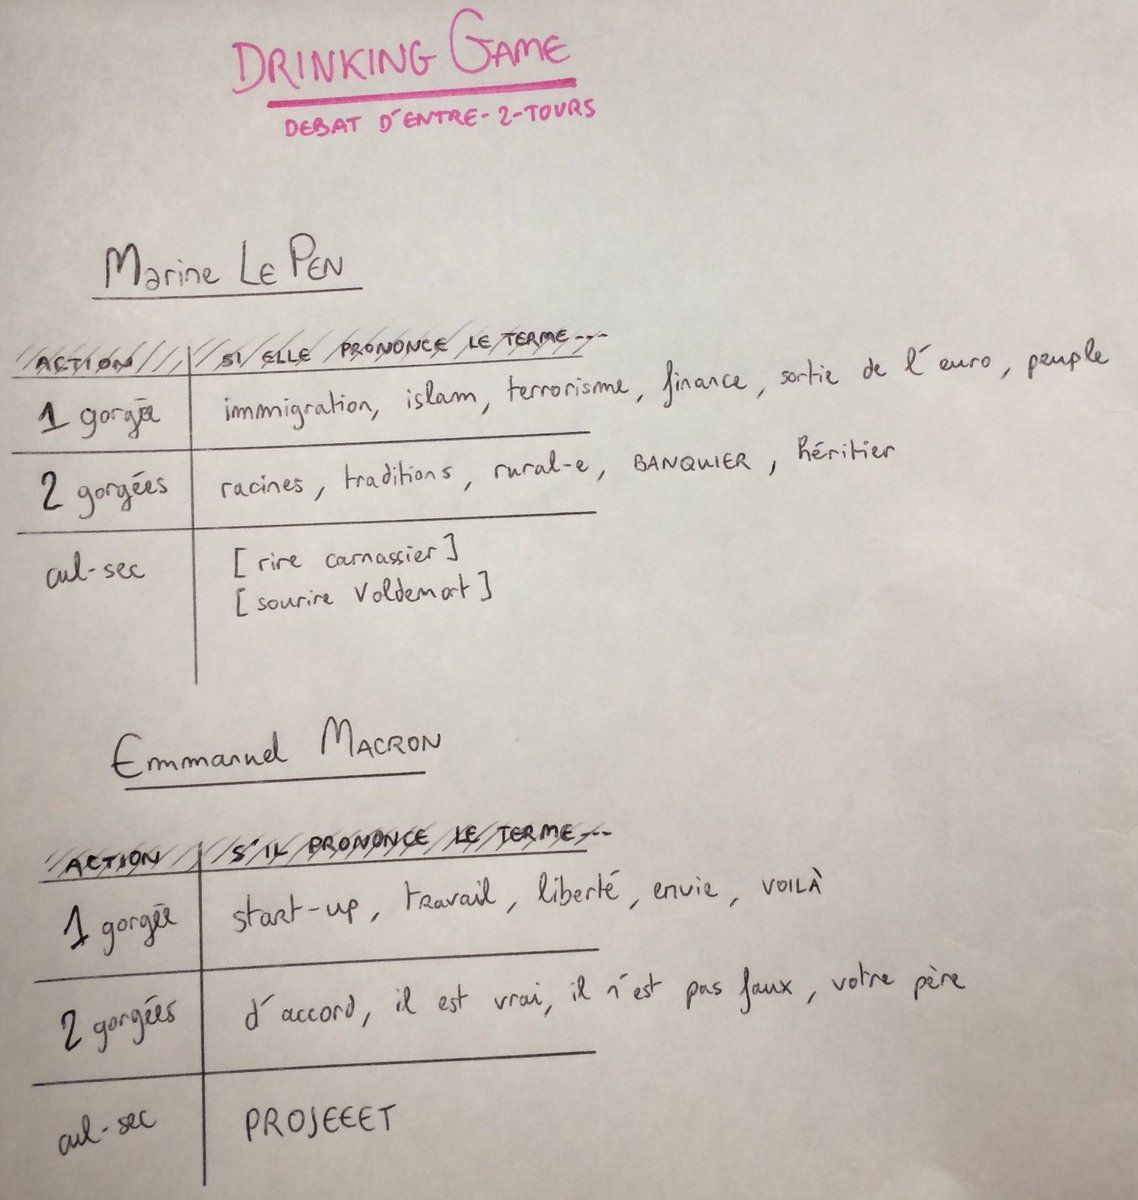 DRINKING GAME
DEBAT D'ENTRE-2-TOURS
Marine LE PEN
ACTION SI ELLE PRONONCE LE TERME...
1 gorgée immigration, islam, terrorisme, finance, sortie de l'euro, peuple
2 gorgées racines, traditions, rural-e, BANQUIER, héritier
cul-sec [rire carnassier]
[sourire Voldemort]
Emmanuel MACRON
ACTION S'IL PRONONCE LE TERME...
1 gorgée start-up, travail, liberté, envie, VOILÀ
2 gorgées d'accord, il est vrai, il n'est pas faux, votre père
cul-sec PROJEEET